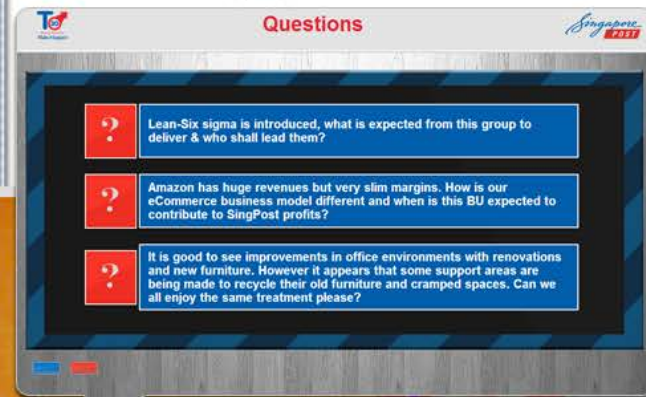 Questions
Singapore
POST
?
Lean-Six sigma is introduced, what is expected from this group to
deliver & who shall lead them?
?
Amazon has huge revenues but very slim margins. How is our
eCommerce business model different and when is this BU expected to
contribute to SingPost profits?
?
It is good to see improvements in office environments with renovations
and new furniture. However it appears that some support areas are
being made to recycle their old furniture and cramped spaces. Can we
all enjoy the same treatment please?